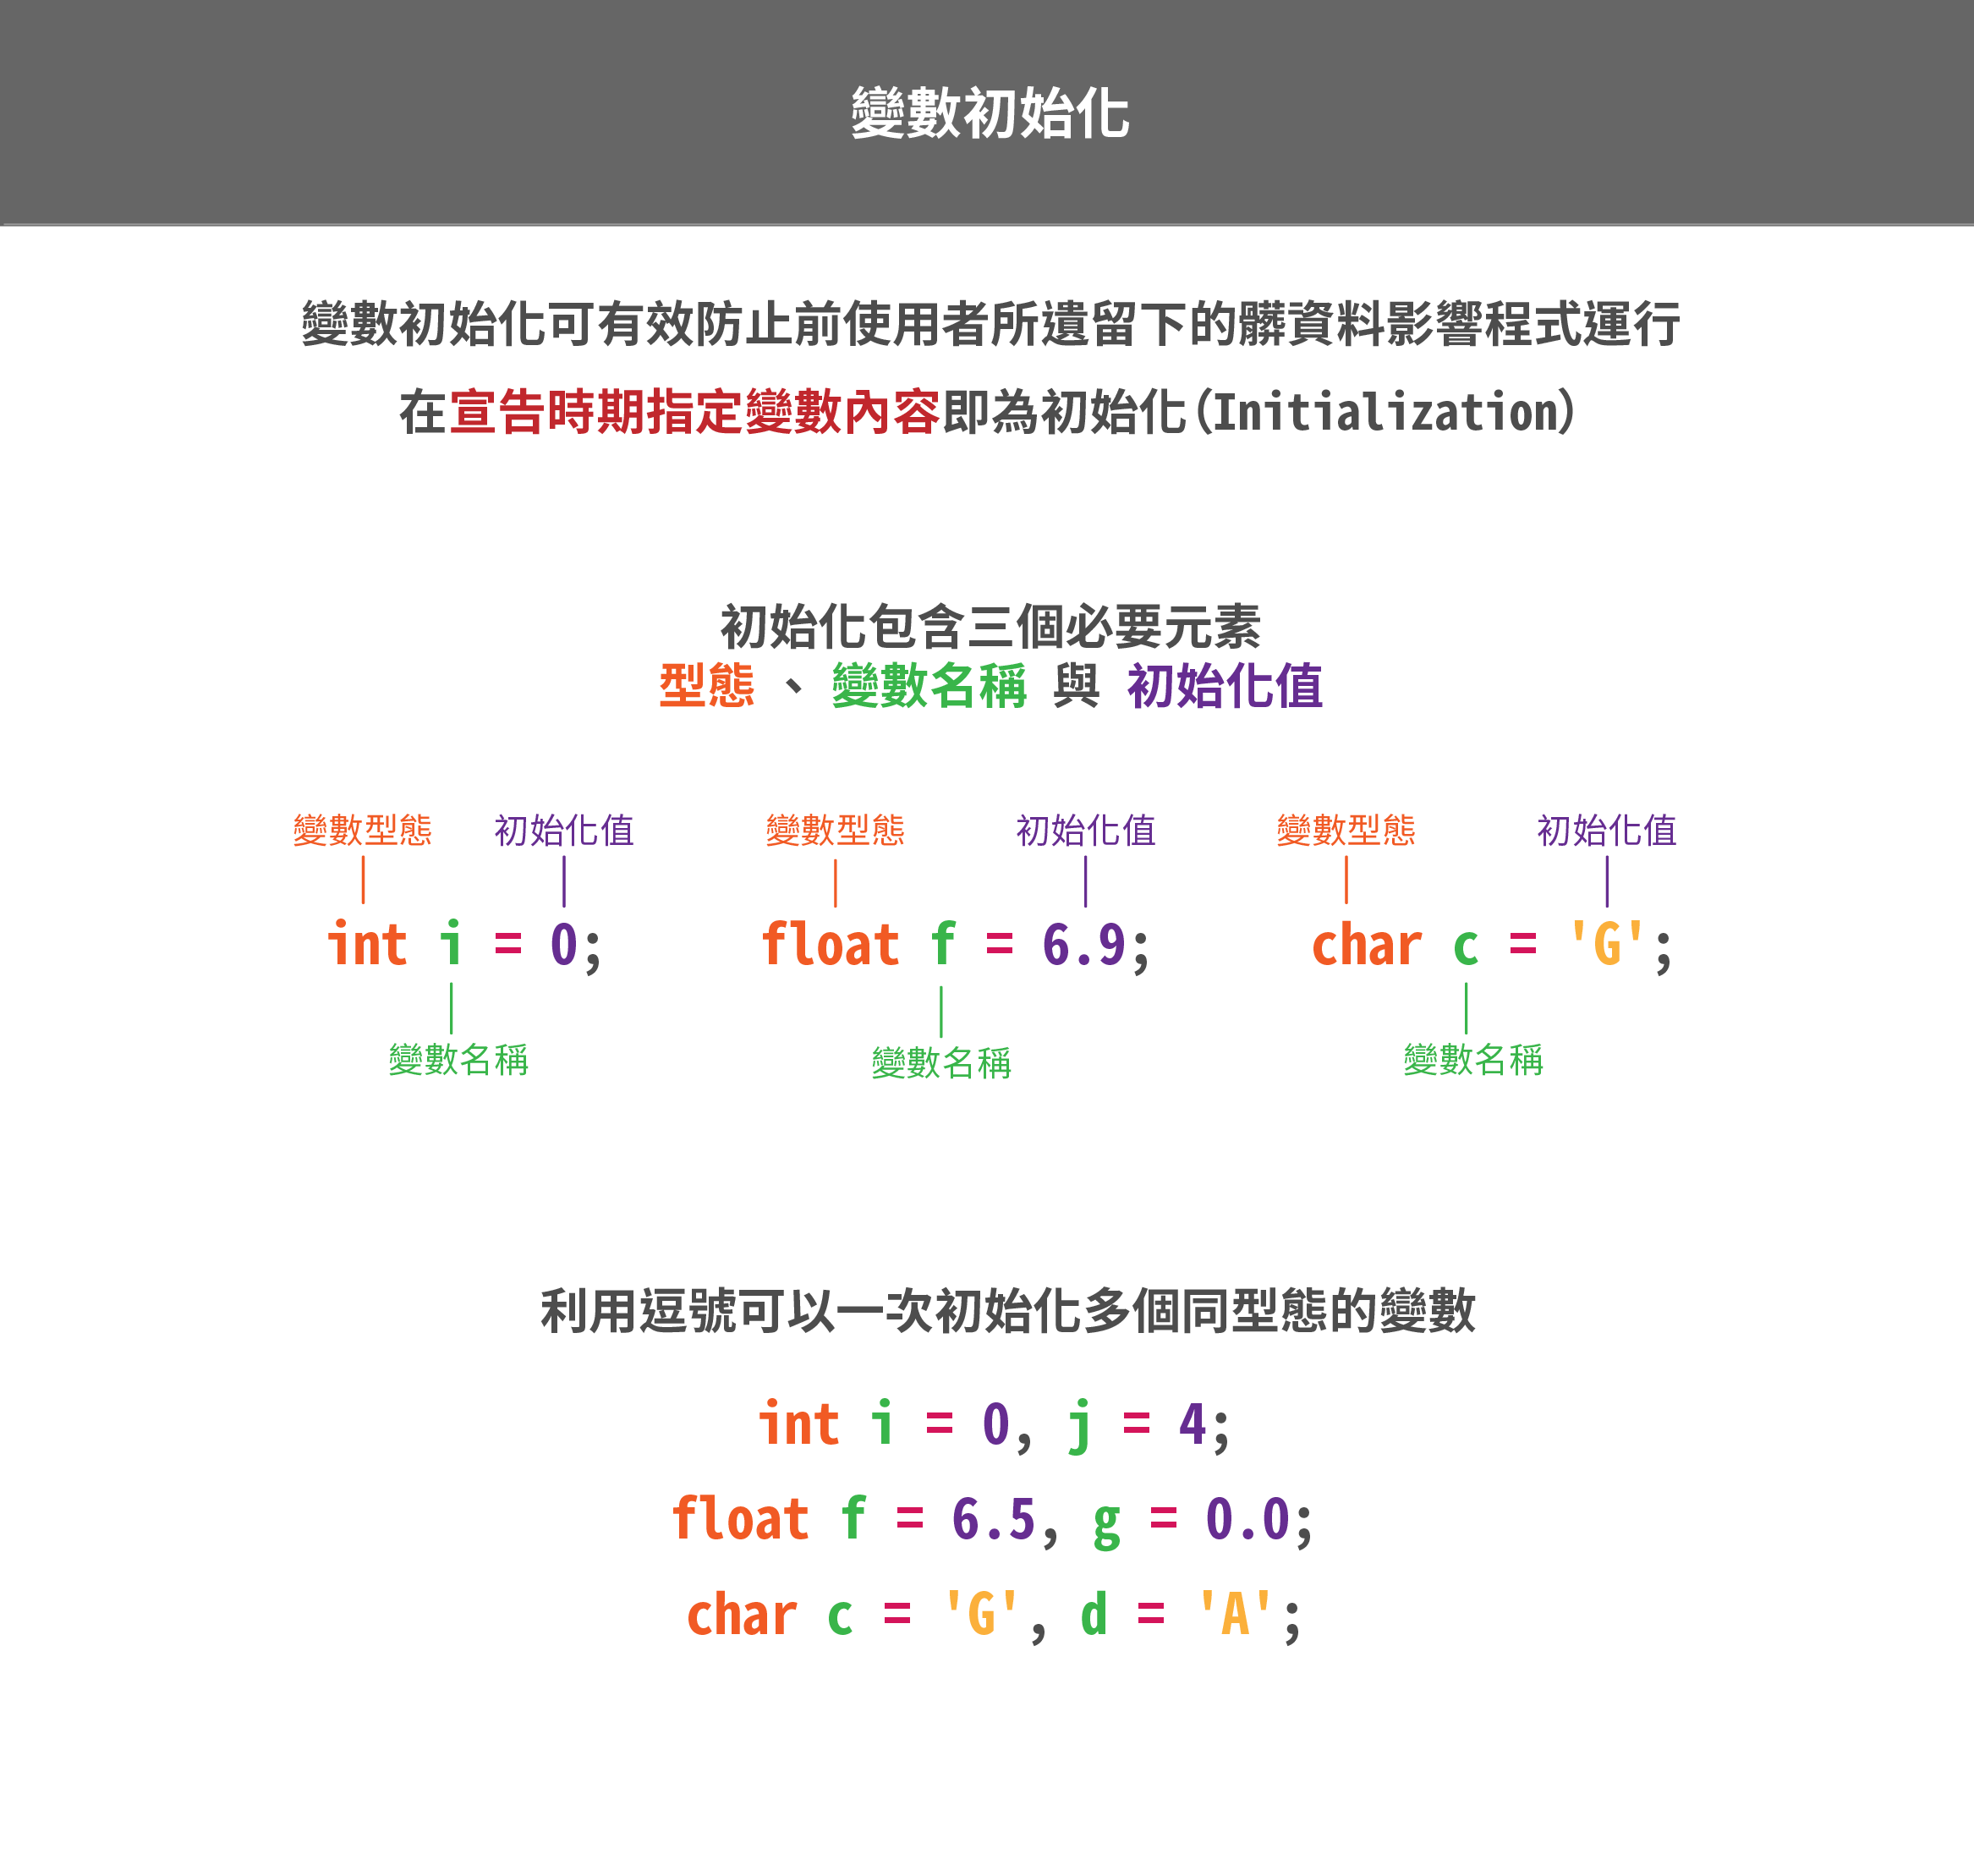 變數初始化
變數初始化可有效防止前使用者所遺留下的髒資料影響程式運行
在宣告時期指定變數內容即為初始化(Initialization)
初始化包含三個必要元素
型態 、變數名稱 與 初始化值
變數型態 初始化值 變數型態 初始化值 變數型態 初始化值
int i = 0; float f = 6.9; char c = 'G';
變數名稱 變數名稱 變數名稱
利用逗號可以一次初始化多個同型態的變數
int i = 0, j = 4;
float f = 6.5, g = 0.0;
char c = 'G', d = 'A';